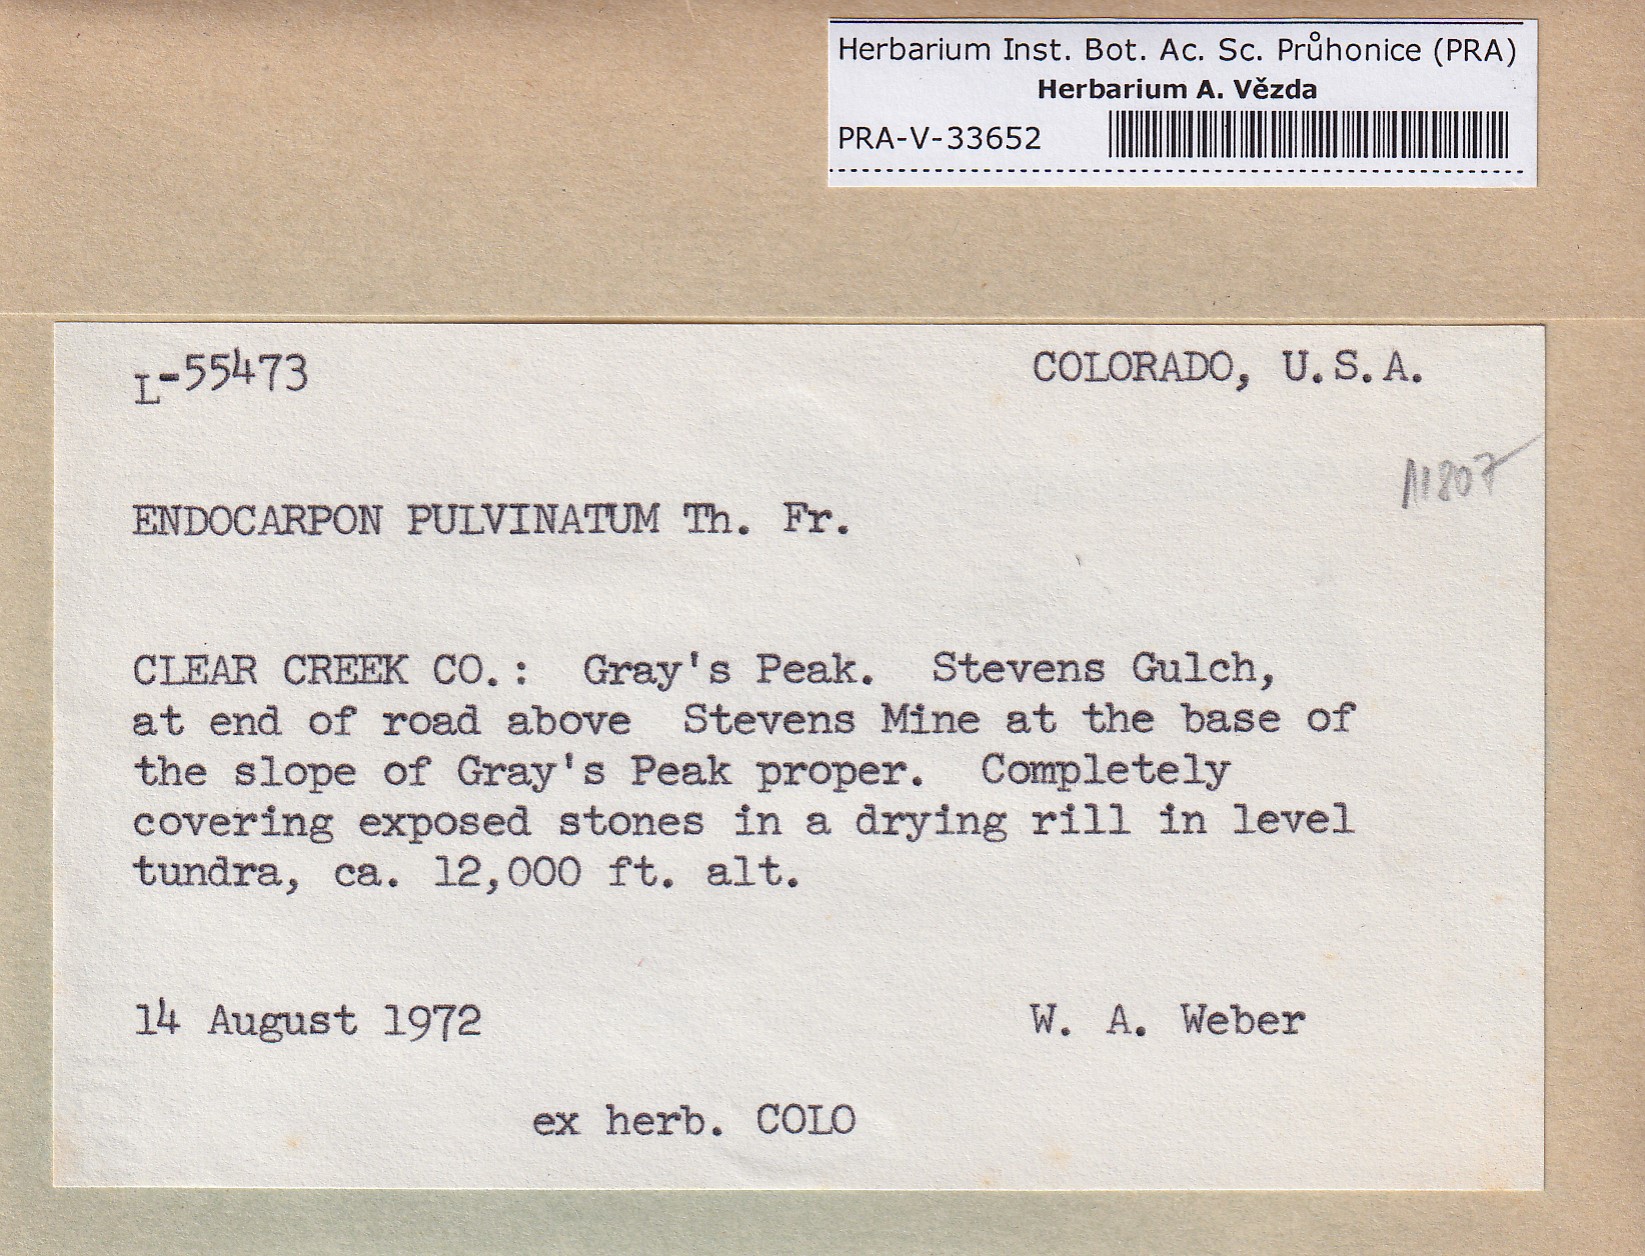 Herbarium Inst. Bot. Ac. Sc. Průhonice (PRA)
Herbarium A. Vězda
PRA-V-33652
L-55473
COLORADO, U.S.A.
11807
ENDOCARPON PULVINATUM Th. Fr.
CLEAR CREEK CO.: Gray's Peak. Stevens Gulch,
at end of road above Stevens Mine at the base of
the slope of Gray's Peak proper. Completely
covering exposed stones in a drying rill in level
tundra, ca. 12,000 ft. alt.
14 August 1972
W. A. Weber
ex herb. COLO